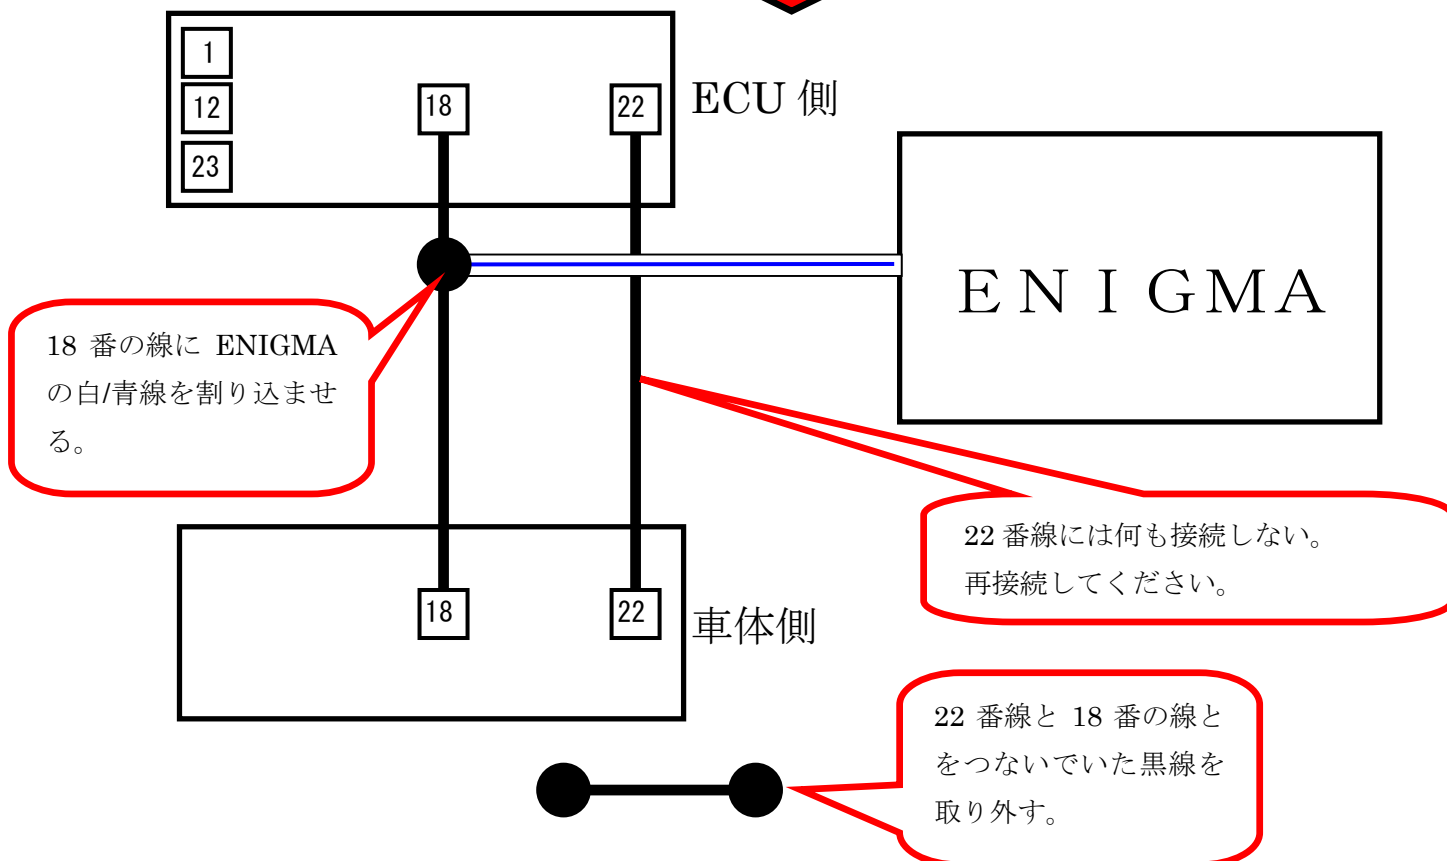 1
12
23
18
22
ECU 側
ＥＮＩＧＭＡ
18 番の線に ENIGMA
の白/青線を割り込ませ
る。
22 番線には何も接続しない。
再接続してください。
18
22
車体側
22 番線と 18 番の線と
をつないでいた黒線を
取り外す。